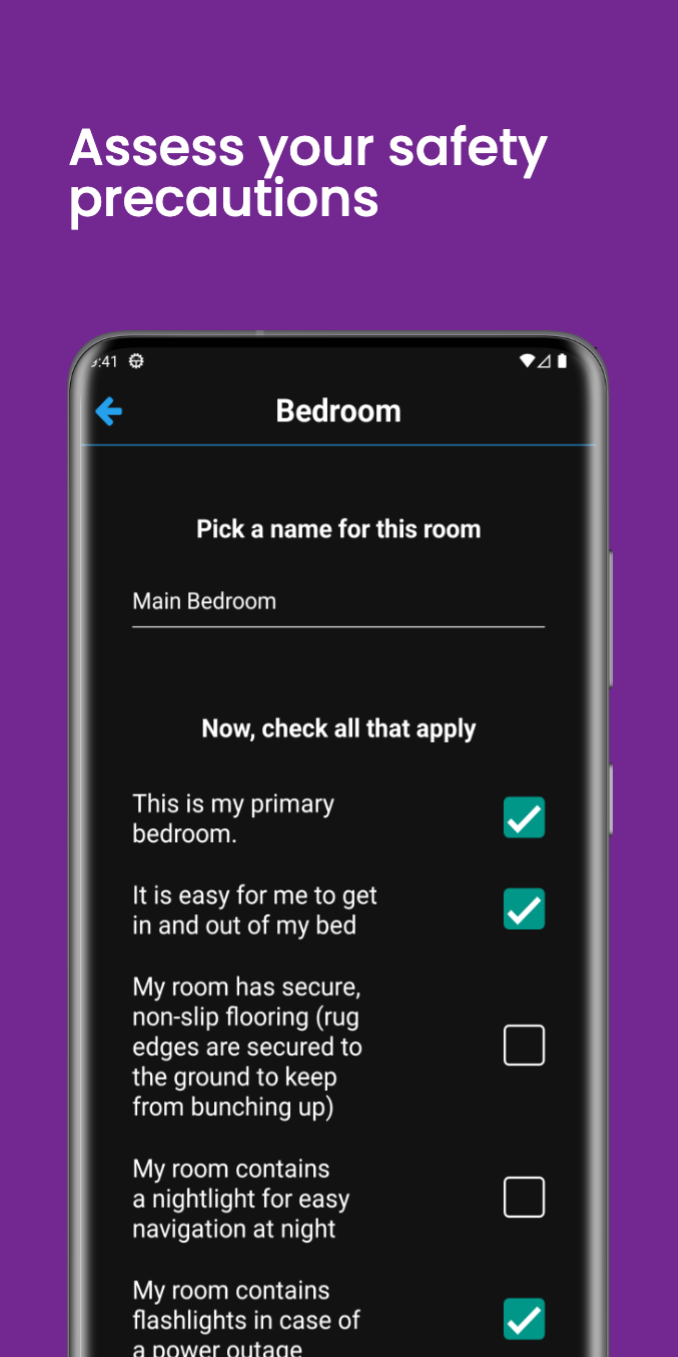 Assess your safety
precautions
9:41
Bedroom
Pick a name for this room
Main Bedroom
Now, check all that apply
This is my primary
bedroom.
It is easy for me to get
in and out of my bed
My room has secure,
non-slip flooring (rug
edges are secured to
the ground to keep
from bunching up)
My room contains
a nightlight for easy
navigation at night
My room contains
flashlights in case of
a power outage